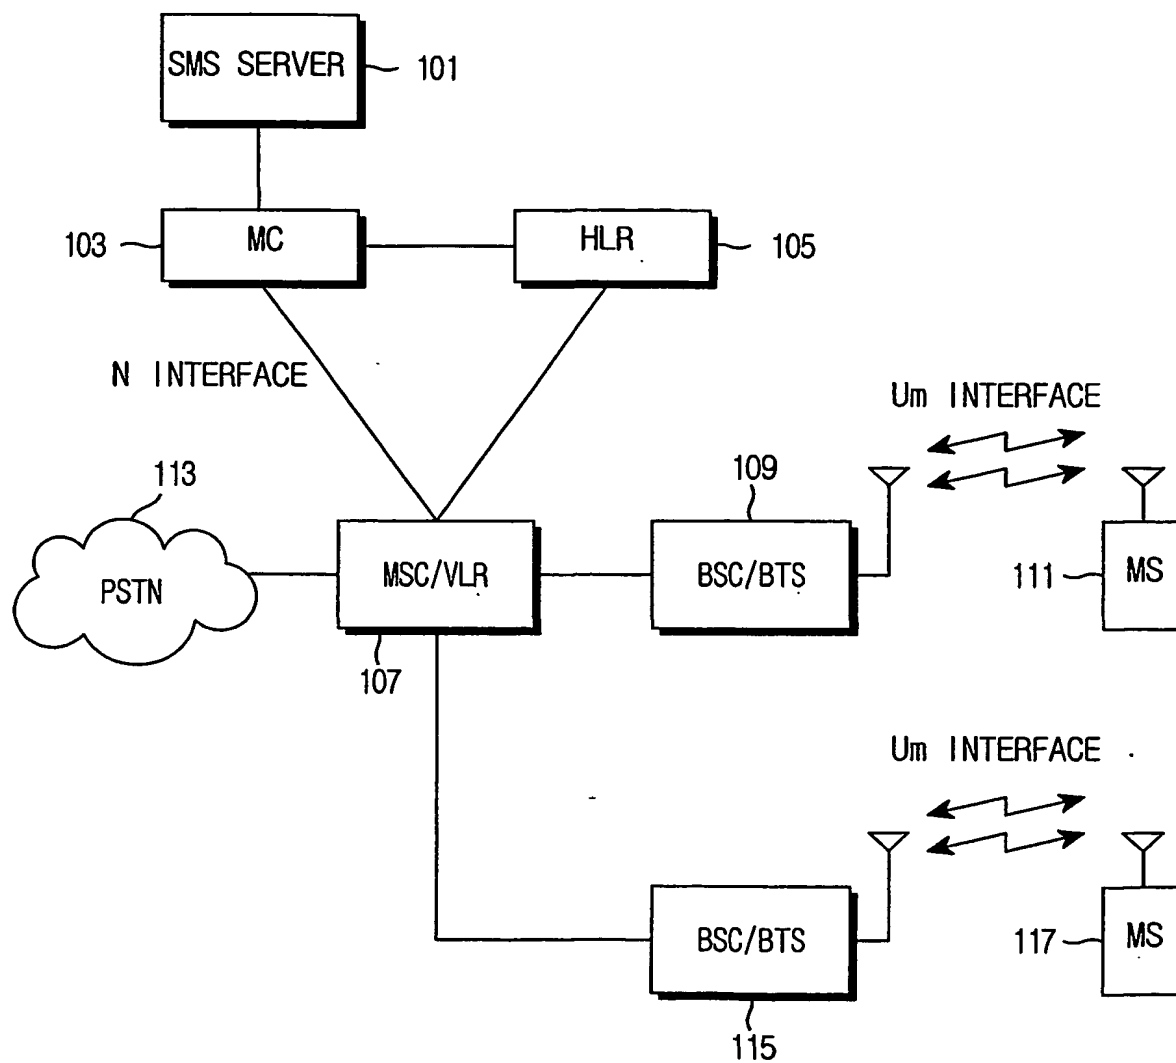 SMS SERVER
101
103
MC
HLR
105
N INTERFACE
Um INTERFACE
113
109
PSTN
MSC/VLR
BSC/BTS
111
MS
107
Um INTERFACE
BSC/BTS
117
MS
115